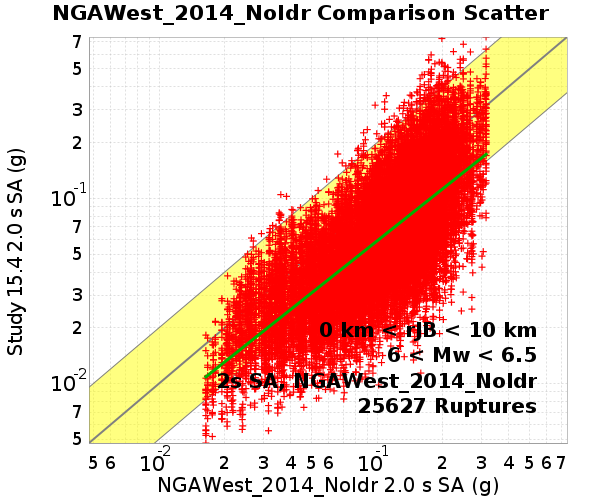 NGAWest_2014_NoIdr Comparison Scatter
7
5
3
2
10-1
7
5
3
2
10-2
7
5
Study 15.4 2.0 s SA (g)
0 km < rJB < 10 km
6 < Mw < 6.5
2s SA, NGAWest_2014_NoIdr
25627 Ruptures
5 6 10-2 2 3 4 5 6 10-1 2 3 4 5 6 7
NGAWest_2014_NoIdr 2.0 s SA (g)